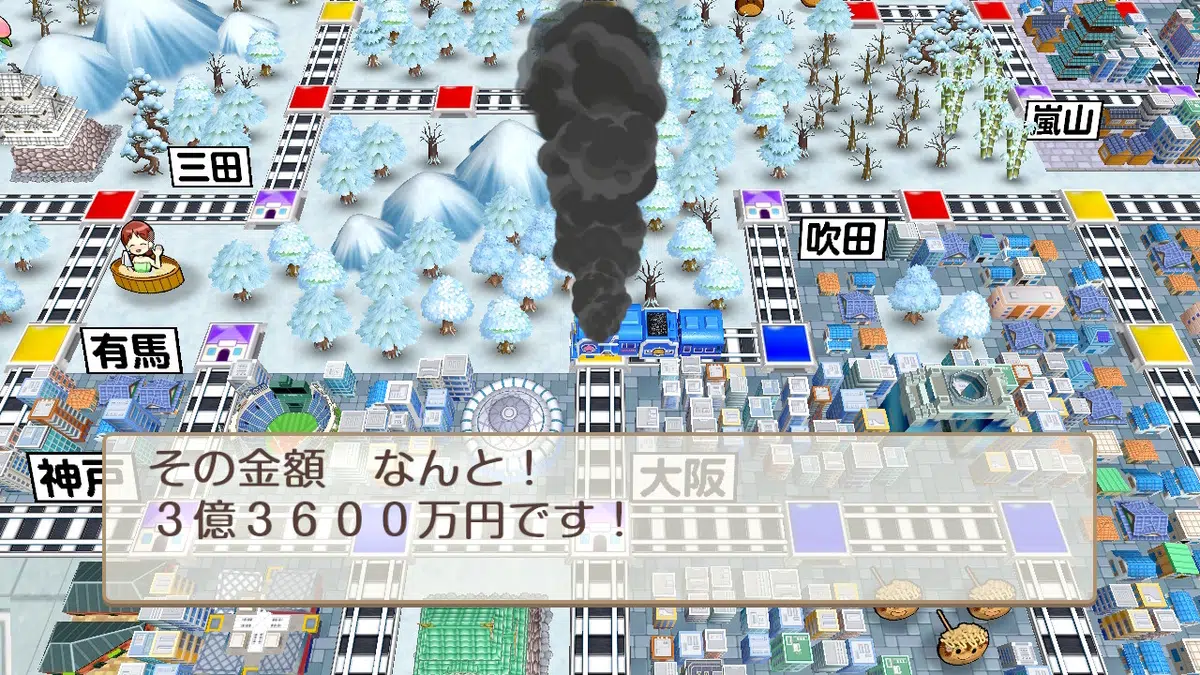 嵐山
三田
吹田
有馬
神戸
大阪
その金額　なんと！
３億３６００万円です！